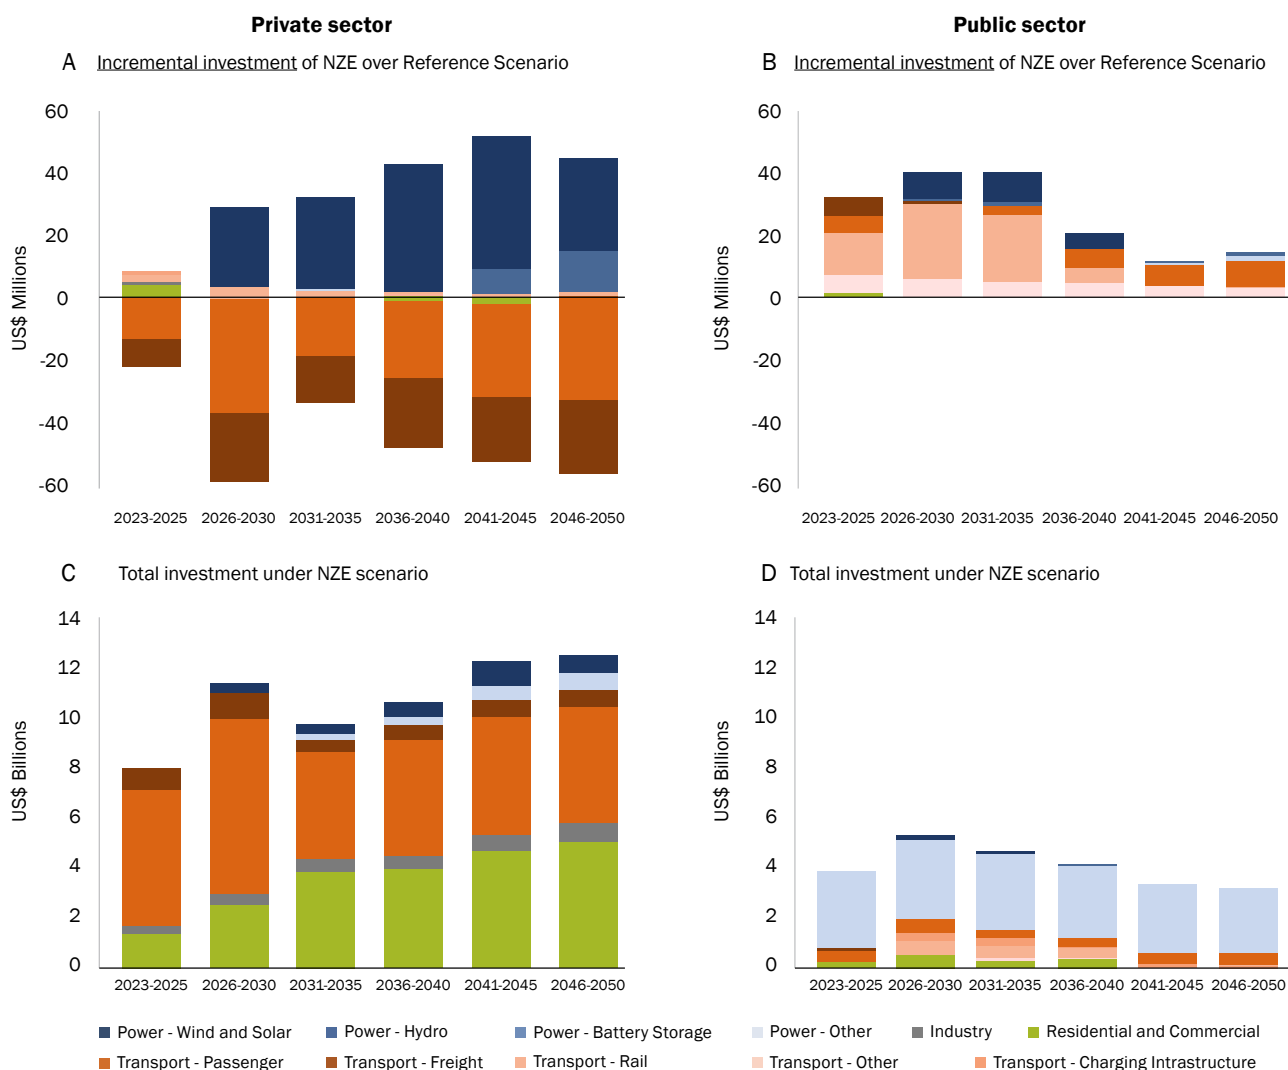 Private sector
Public sector
A Incremental investment of NZE over Reference Scenario
B Incremental investment of NZE over Reference Scenario
US$ Millions
60
40
20
0
-20
-40
-60
2023-2025 2026-2030 2031-2035 2036-2040 2041-2045 2046-2050
US$ Millions
60
40
20
0
-20
-40
-60
2023-2025 2026-2030 2031-2035 2036-2040 2041-2045 2046-2050
C Total investment under NZE scenario
D Total investment under NZE scenario
US$ Billions
14
12
10
8
6
4
2
0
2023-2025 2026-2030 2031-2035 2036-2040 2041-2045 2046-2050
US$ Billions
14
12
10
8
6
4
2
0
2023-2025 2026-2030 2031-2035 2036-2040 2041-2045 2046-2050
Power - Wind and Solar Power - Hydro Power - Battery Storage Power - Other Industry Residential and Commercial
Transport - Passenger Transport - Freight Transport - Rail Transport - Other Transport - Charging Intrastructure